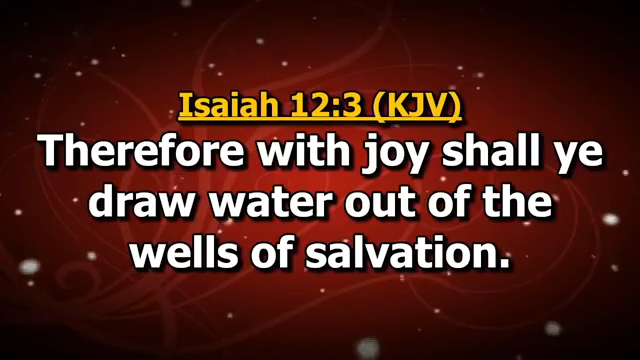 Isaiah 12:3 (KJV)
Therefore with joy shall ye
draw water out of the
wells of salvation.